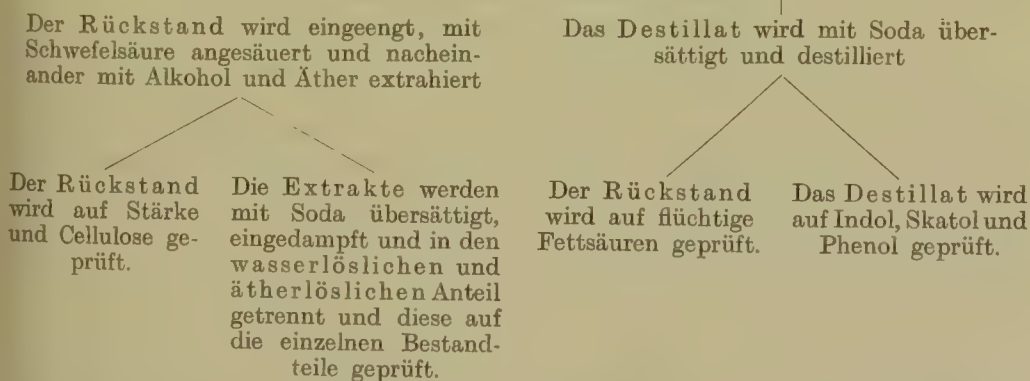 Der Rückstand wird eingeengt, mit
Schwefelsäure angesäuert und nachein-
ander mit Alkohol und Äther extrahiert
Das Destillat wird mit Soda über-
sättigt und destilliert
Der Rückstand
wird auf Stärke
und Cellulose ge-
prüft.
Die Extrakte werden
mit Soda übersättigt,
eingedampft und in den
wasserlöslichen und
ätherlöslichen Anteil
getrennt und diese auf
die einzelnen Bestand-
teile geprüft.
Der Rückstand
wird auf flüchtige
Fettsäuren geprüft.
Das Destillat wird
auf Indol, Skatol und
Phenol geprüft.